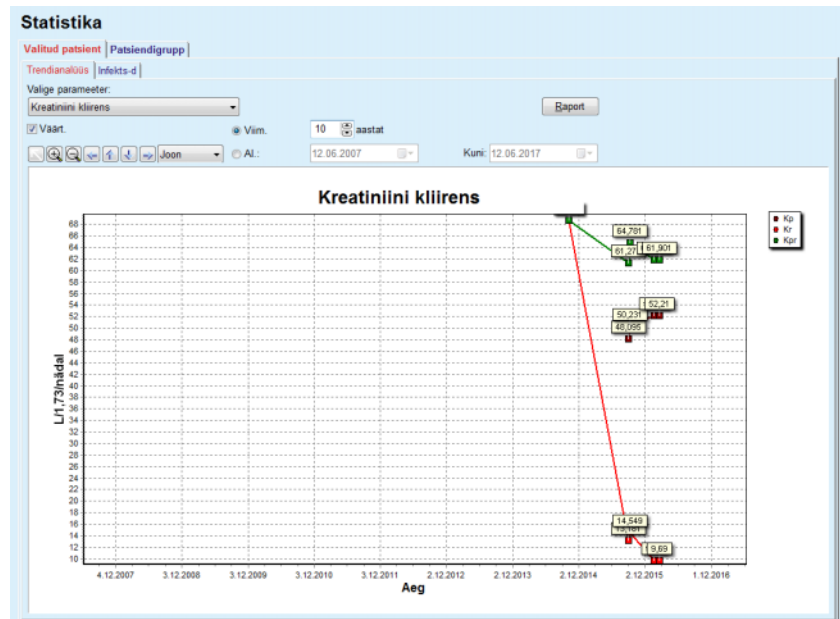 Statistika
Valitud patsient Patsiendigrupp
Trendianalüüs Infekts-d
Valige parameeter:
Kreatiniini kliirens Raport
Väärt. Viim. 10 aastat
Joon Al.: 12.06.2007 Kuni: 12.06.2017
Kreatiniini kliirens
Kp
Kr
Kpr
68
66
64
62
60
58
56
54
52
50
48
46
44
42
40
38
36
34
32
30
28
26
24
22
20
18
16
14
12
10
L/1,73/nädal
64,781
61,27
61,901
52,21
50,231
48,095
14,549
9,69
4.12.2007 3.12.2008 3.12.2009 3.12.2010 3.12.2011 2.12.2012 2.12.2013 2.12.2014 2.12.2015 1.12.2016
Aeg